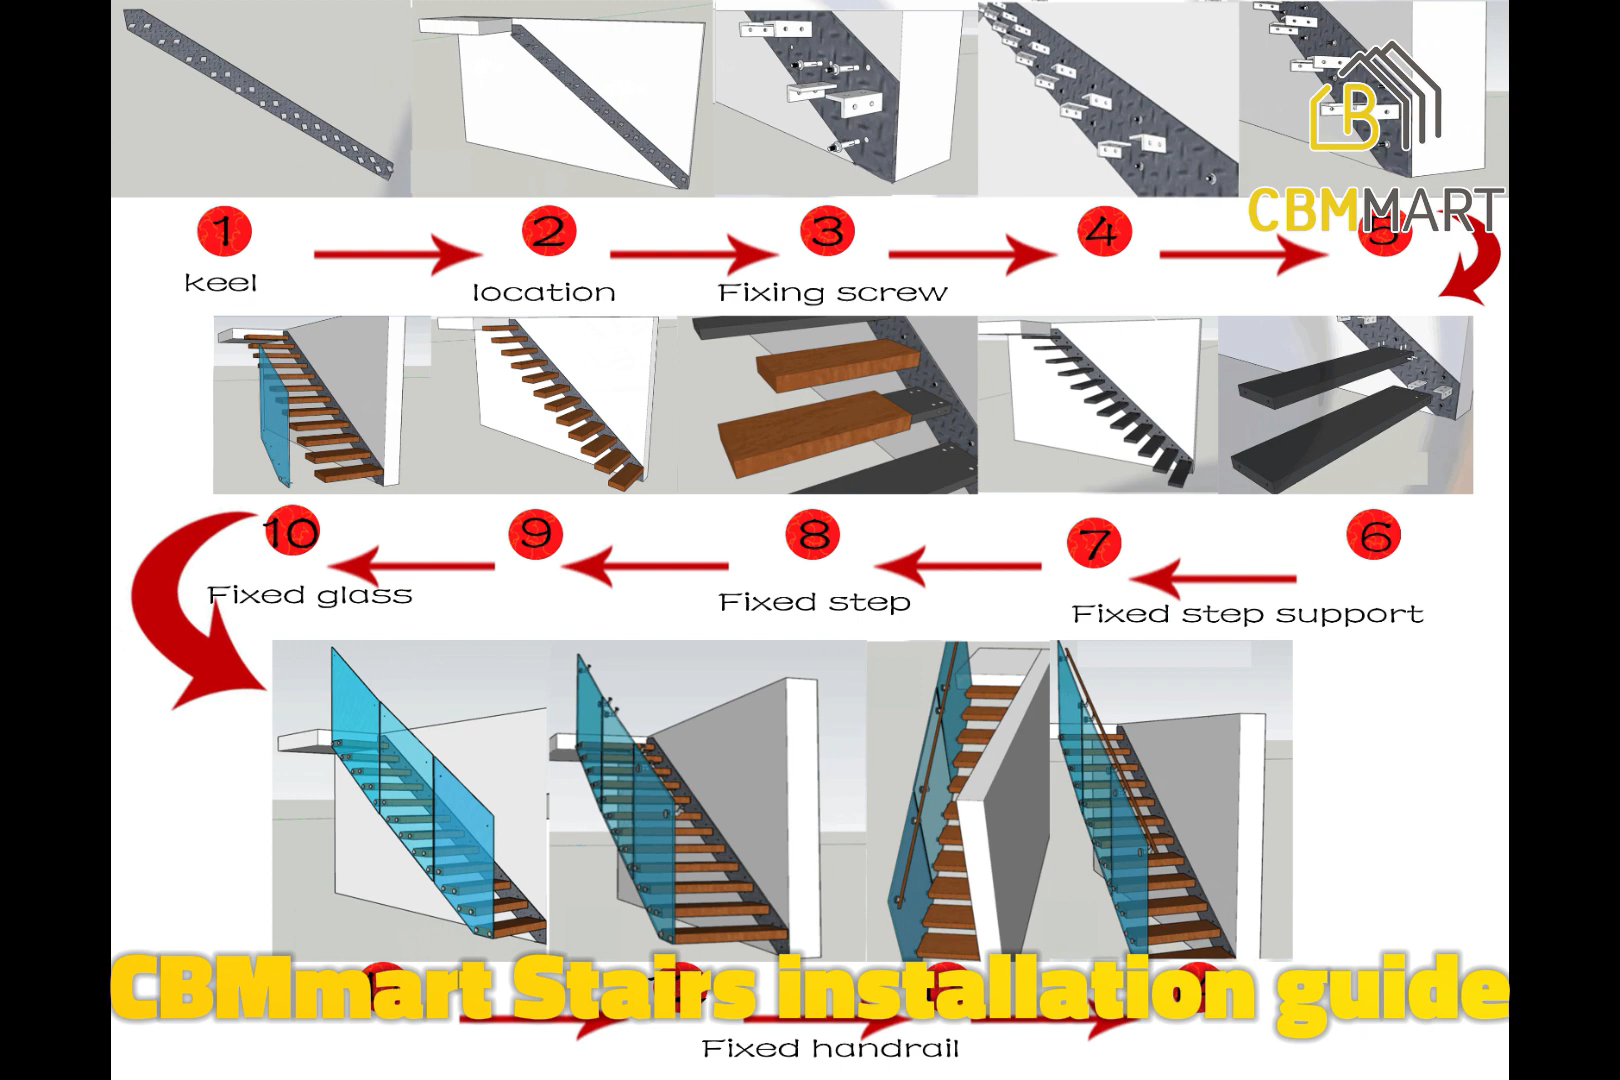 CBMMART
1
2
3
4
5
keel
location
Fixing screw
10
9
8
7
6
Fixed glass
Fixed step
Fixed step support
CBMmart Stairs installation guide
Fixed handrail